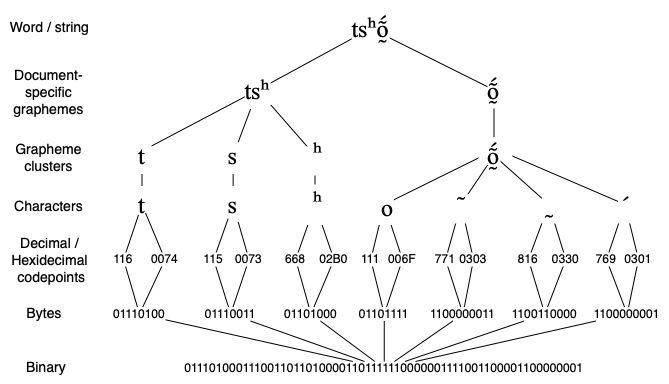 Word / string
tsʰṍ̰
Document-
specific
graphemes
tsʰ ṍ̰
Grapheme
clusters
t s ʰ ṍ̰
Characters
t s ʰ o ̃ ̰ ́
Decimal /
Hexidecimal
codepoints
116 0074 115 0073 668 02B0 111 006F 771 0303 816 0330 769 0301
Bytes
01110100 01110011 01101000 01101111 1100000011 1100110000 1100000001
Binary
01110100011100110110100001101111110000001111001100001100000001